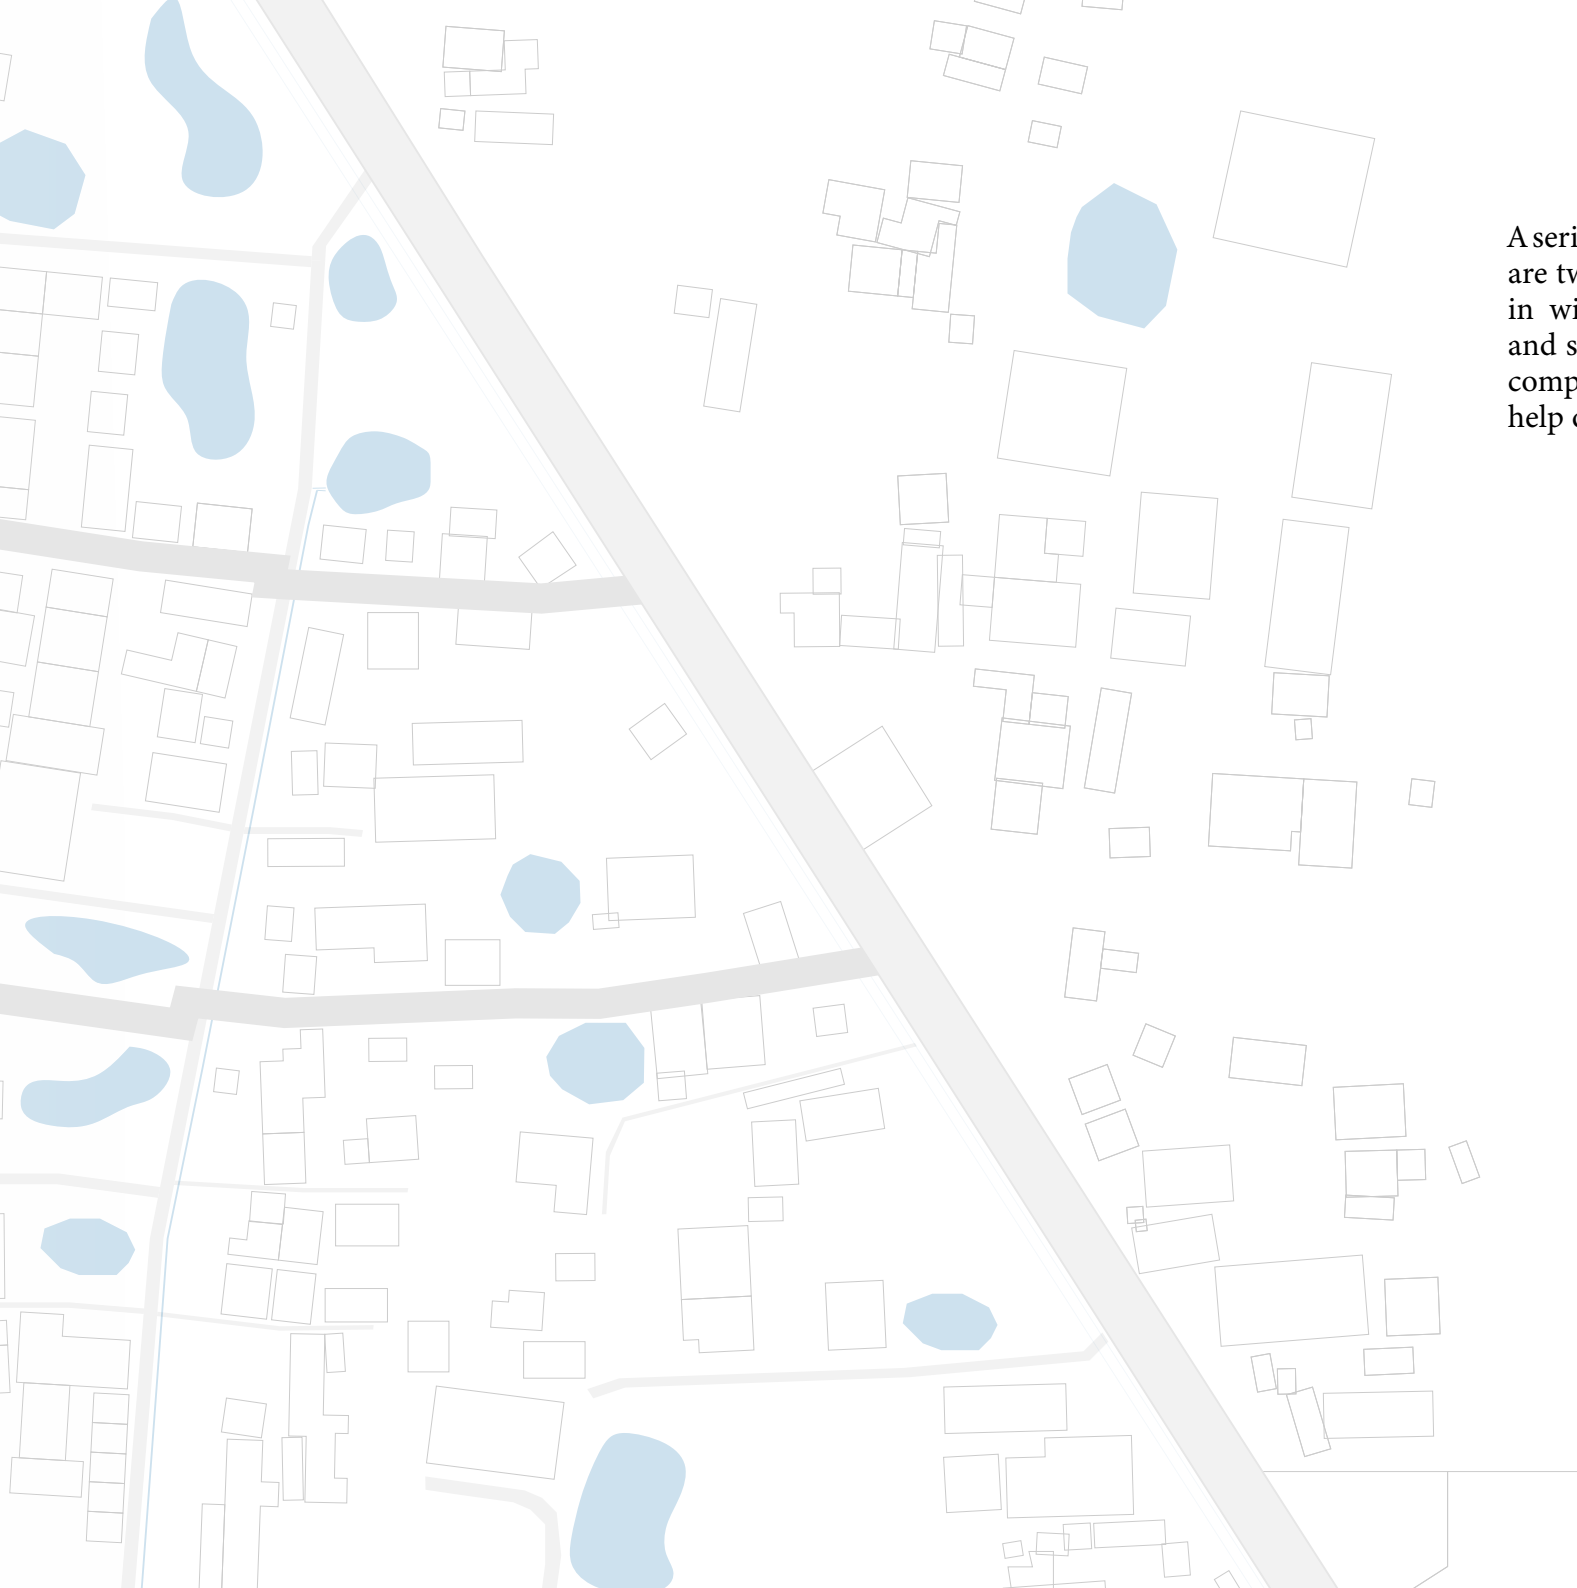 A seri
are tw
in wi
and s
comp
help